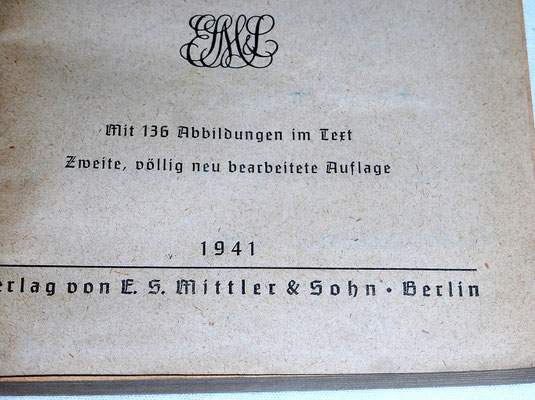 Mit 136 Abbildungen im Text
Zweite, völlig neu bearbeitete Auflage
1941
erlag von E. S. Mittler & Sohn • Berlin